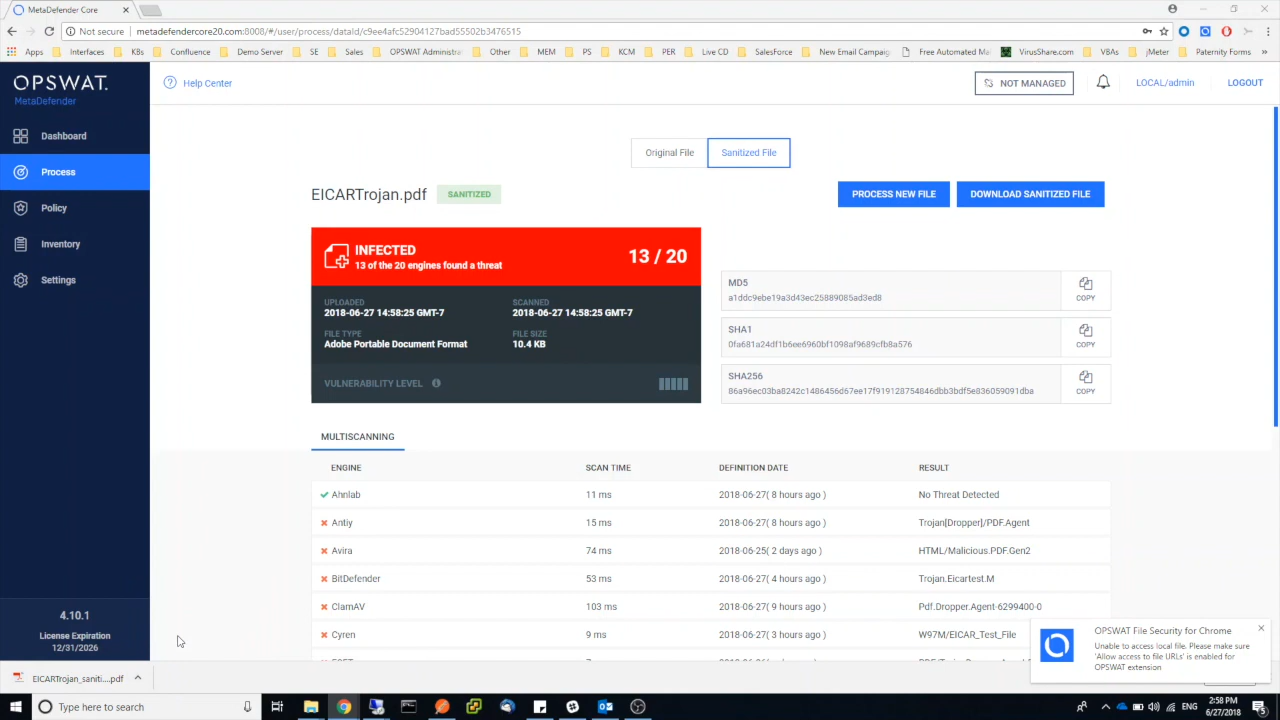 MetaDefender Core
Not secure
metadefendercore20.com:8008/#/user/process/dataId/c9ee4afc52904127bad55502b3476515
Apps
Interfaces
KBs
Confluence
Demo Server
SE
Sales
OPSWAT Administra
Other
MEM
PS
KCM
PER
Live CD
SalesForce
New Email Campaig
Free Automated Ma
VirusShare.com
VBAs
jMeter
Paternity Forms
OPSWAT.
MetaDefender
Help Center
NOT MANAGED
LOCAL/admin
LOGOUT
Dashboard
Process
Policy
Inventory
Settings
Original File
Sanitized File
EICARTrojan.pdf
SANITIZED
PROCESS NEW FILE
DOWNLOAD SANITIZED FILE
INFECTED
13 of the 20 engines found a threat
13 / 20
UPLOADED
2018-06-27 14:58:25 GMT-7
SCANNED
2018-06-27 14:58:25 GMT-7
FILE TYPE
Adobe Portable Document Format
FILE SIZE
10.4 KB
VULNERABILITY LEVEL
MD5
a1ddc9ebe19a3d43ec25889085ad3ed8
COPY
SHA1
0fa681a24df1b6ee6960bf1098af9689cfb8a576
COPY
SHA256
86a96ec03ba8242c1486456d67ee17f919128754846dbb3bdf5e836059091dba
COPY
MULTISCANNING
ENGINE SCAN TIME DEFINITION DATE RESULT
Ahnlab 11 ms 2018-06-27( 8 hours ago ) No Threat Detected
Antiy 15 ms 2018-06-27( 8 hours ago ) Trojan[Dropper]/PDF.Agent
Avira 74 ms 2018-06-25( 2 days ago ) HTML/Malicious.PDF.Gen2
BitDefender 53 ms 2018-06-27( 4 hours ago ) Trojan.Eicartest.M
ClamAV 103 ms 2018-06-27( 9 hours ago ) Pdf.Dropper.Agent-6299400-0
Cyren 9 ms 2018-06-27( 3 hours ago ) W97M/EICAR_Test_File
4.10.1
License Expiration
12/31/2026
OPSWAT File Security for Chrome
Unable to access local file. Please make sure
'Allow access to file URLs' is enabled for
OPSWAT extension
EICARTrojan_saniti....pdf
Type here to search
ENG
2:58 PM
6/27/2018